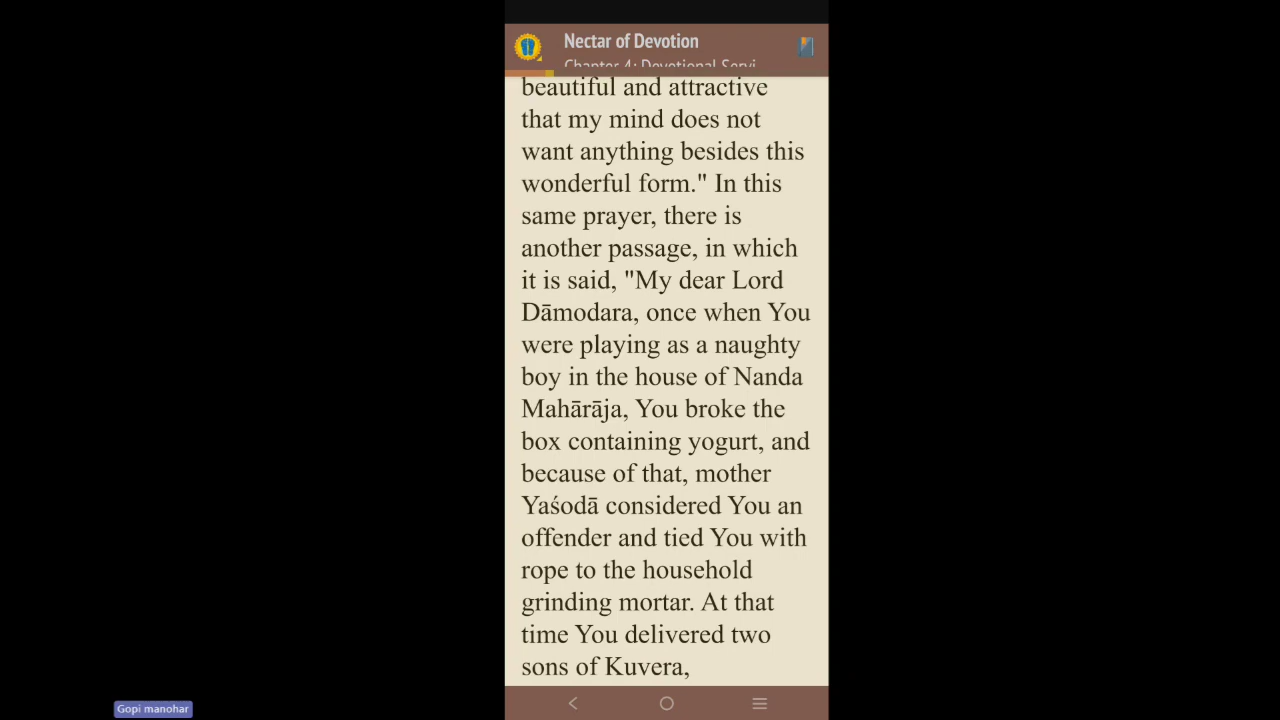 Nectar of Devotion
Chapter 4: Devotional Servi
beautiful and attractive
that my mind does not
want anything besides this
wonderful form." In this
same prayer, there is
another passage, in which
it is said, "My dear Lord
Dāmodara, once when You
were playing as a naughty
boy in the house of Nanda
Mahārāja, You broke the
box containing yogurt, and
because of that, mother
Yaśodā considered You an
offender and tied You with
rope to the household
grinding mortar. At that
time You delivered two
sons of Kuvera,
Gopi manohar